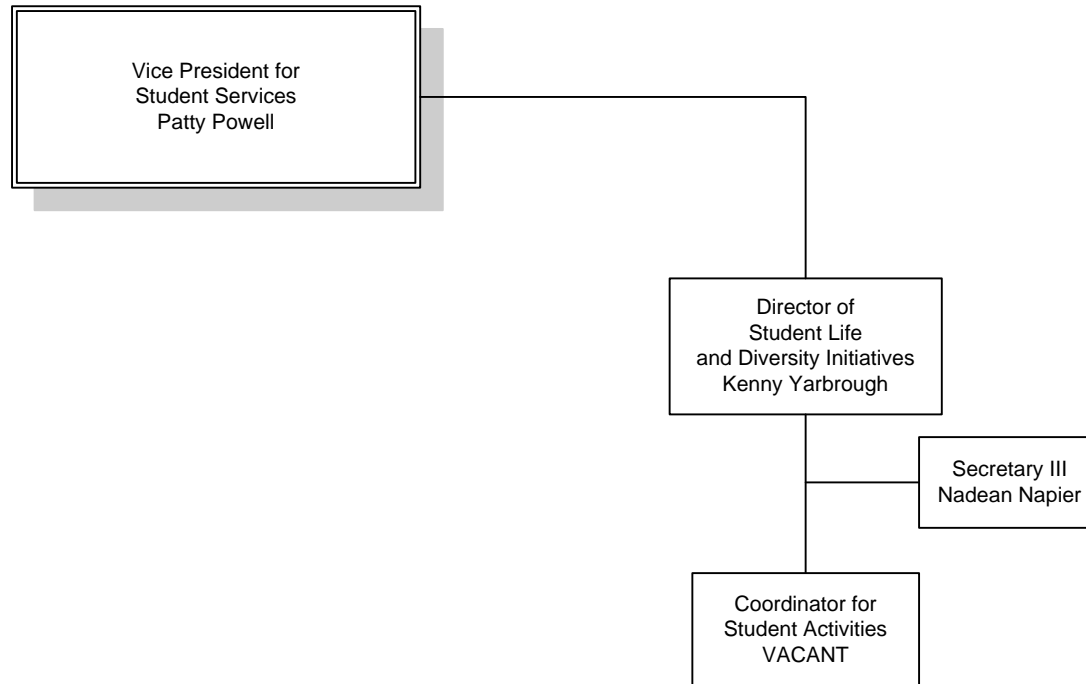 Vice President for
Student Services
Patty Powell
Director of
Student Life
and Diversity Initiatives
Kenny Yarbrough
Secretary III
Nadean Napier
Coordinator for
Student Activities
VACANT